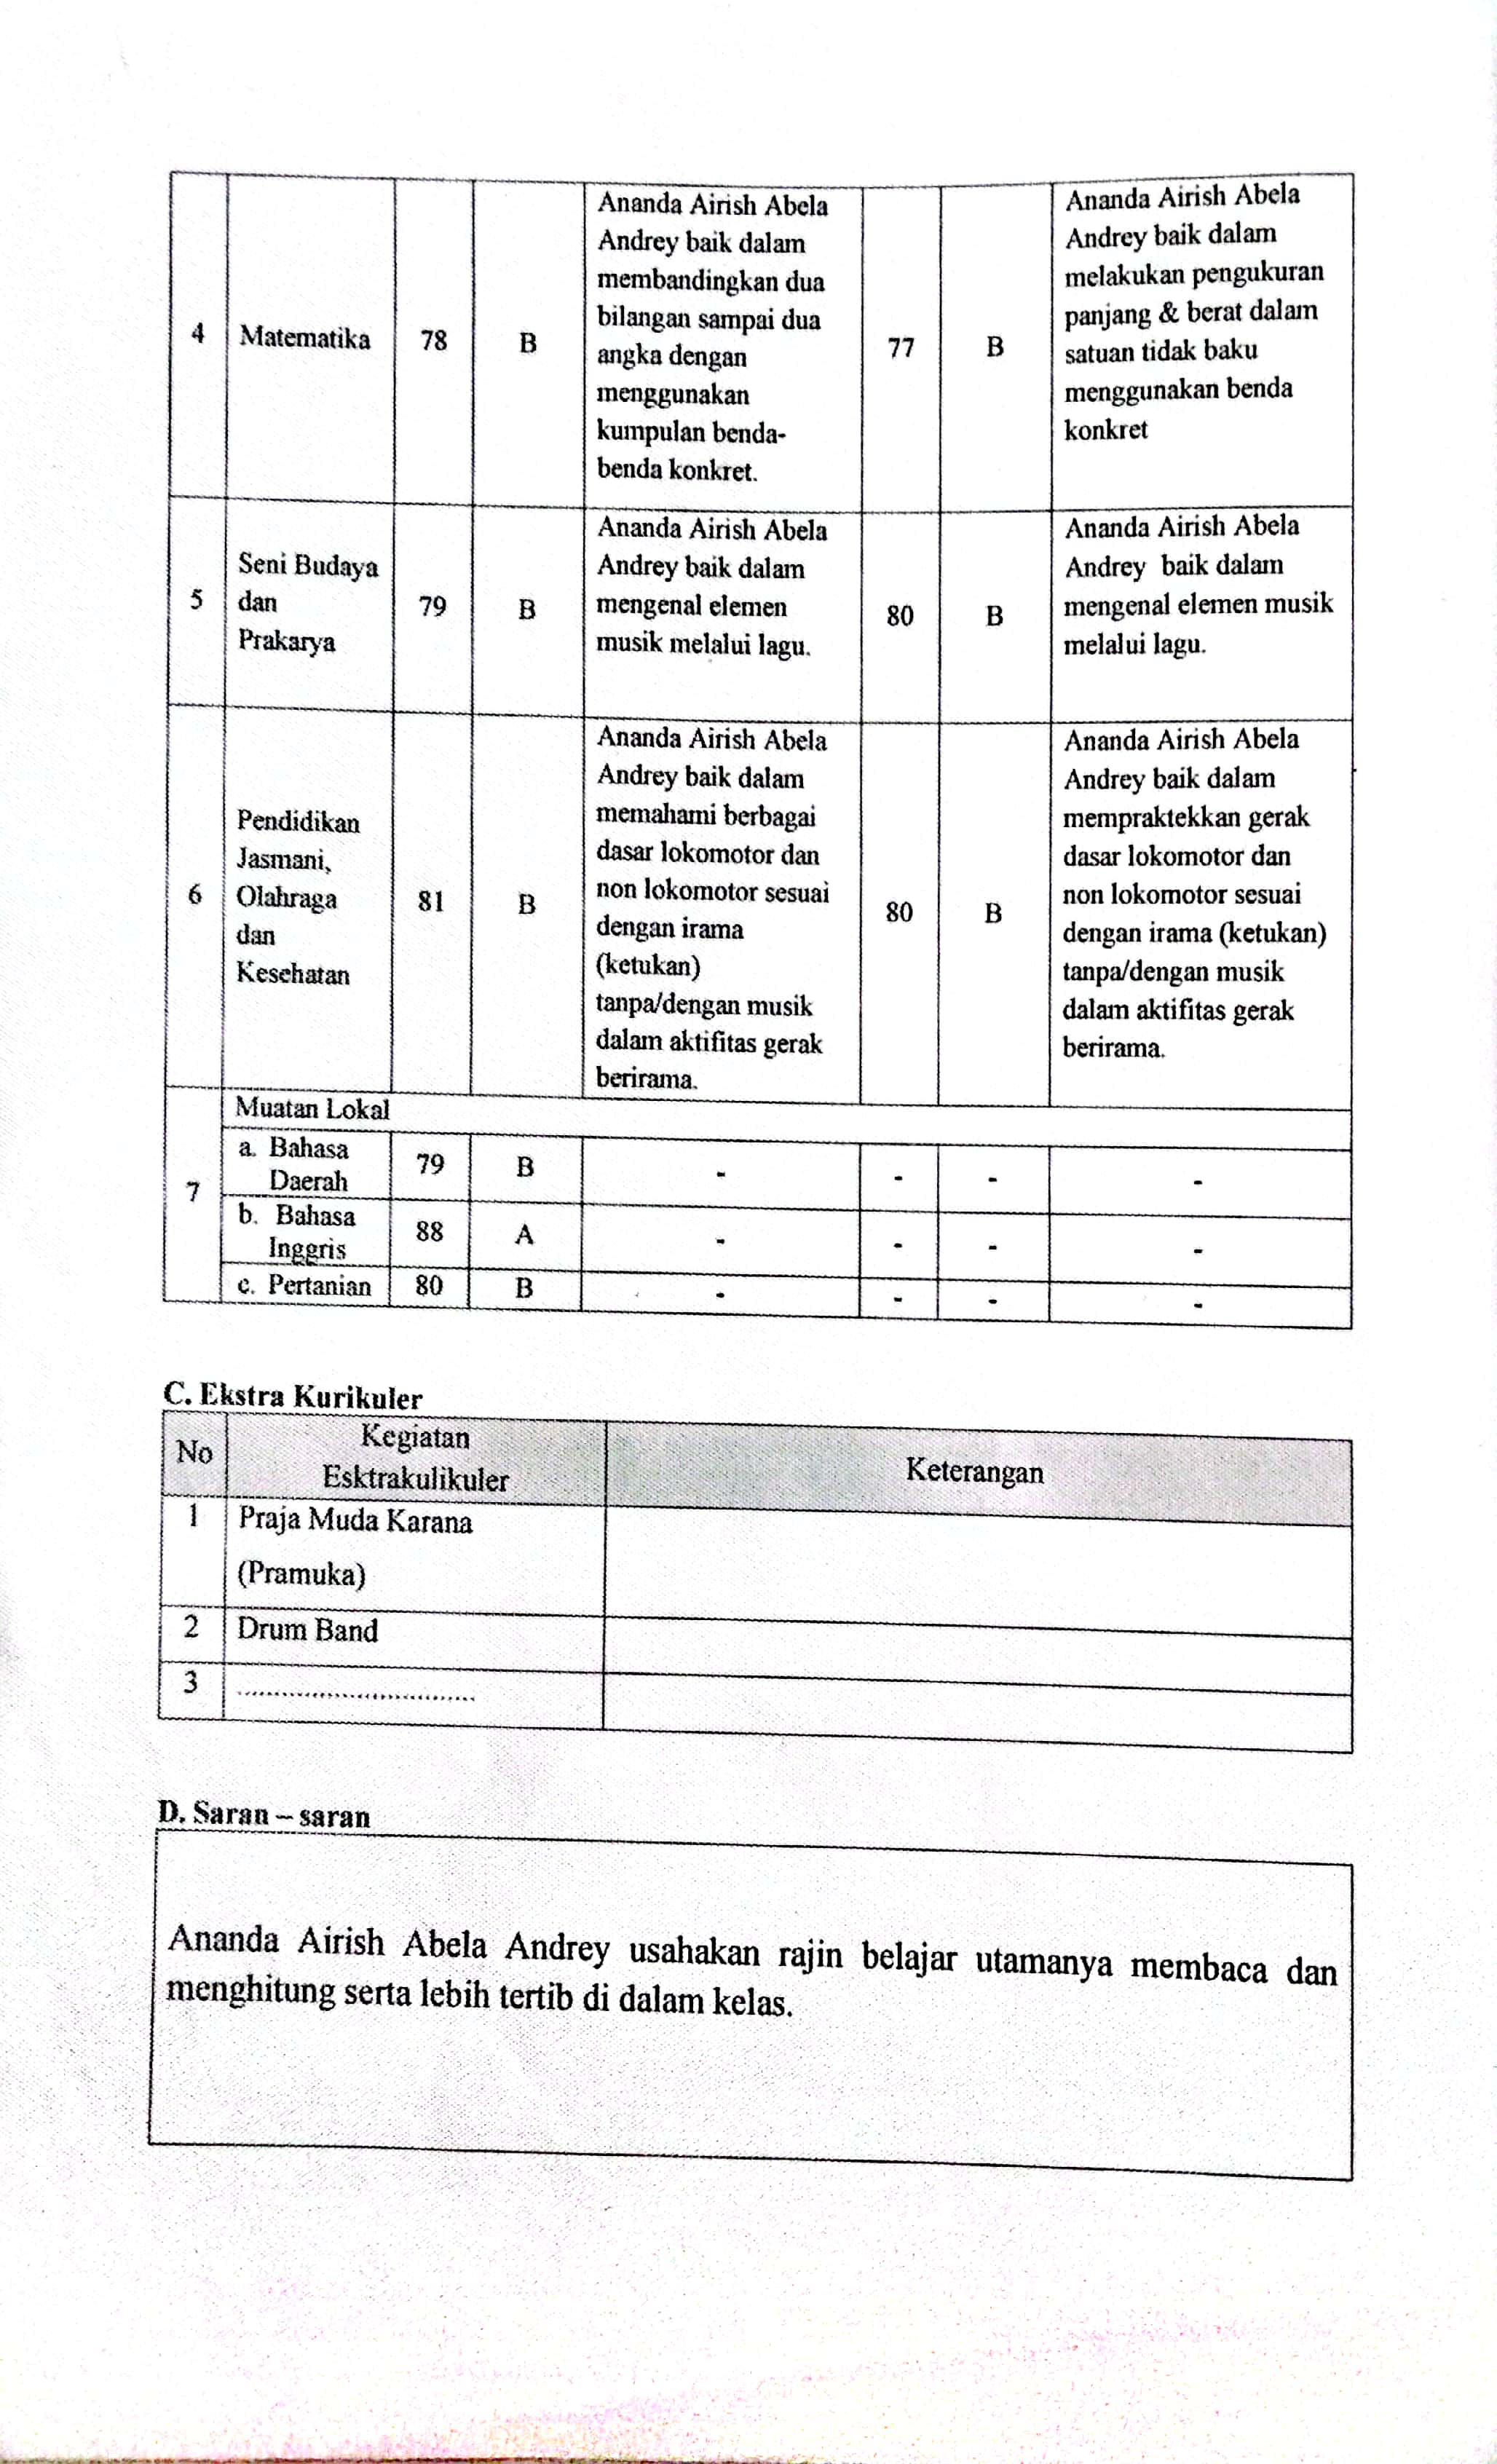 4 Matematika 78 B
Ananda Airish Abela
Andrey baik dalam
membandingkan dua
bilangan sampai dua
angka dengan
menggunakan
kumpulan benda-
benda konkret.
77 B
Ananda Airish Abela
Andrey baik dalam
melakukan pengukuran
panjang & berat dalam
satuan tidak baku
menggunakan benda
konkret
5
Seni Budaya
dan
Prakarya
79 B
Ananda Airish Abela
Andrey baik dalam
mengenal elemen
musik melalui lagu.
80 B
Ananda Airish Abela
Andrey baik dalam
mengenal elemen musik
melalui lagu.
6
Pendidikan
Jasmani,
Olahraga
dan
Kesehatan
81 B
Ananda Airish Abela
Andrey baik dalam
memahami berbagai
dasar lokomotor dan
non lokomotor sesuai
dengan irama
(ketukan)
tanpa/dengan musik
dalam aktifitas gerak
berirama.
80 B
Ananda Airish Abela
Andrey baik dalam
mempraktekkan gerak
dasar lokomotor dan
non lokomotor sesuai
dengan irama (ketukan)
tanpa/dengan musik
dalam aktifitas gerak
berirama.
7
Muatan Lokal
a. Bahasa
Daerah
79 B - - - -
b. Bahasa
Inggris
88 A - - - -
c. Pertanian 80 B - - - -
C. Ekstra Kurikuler
No
Kegiatan
Esktrakulikuler
Keterangan
1 Praja Muda Karana
(Pramuka)
2 Drum Band
3 ................................
D. Saran – saran
Ananda Airish Abela Andrey usahakan rajin belajar utamanya membaca dan
menghitung serta lebih tertib di dalam kelas.